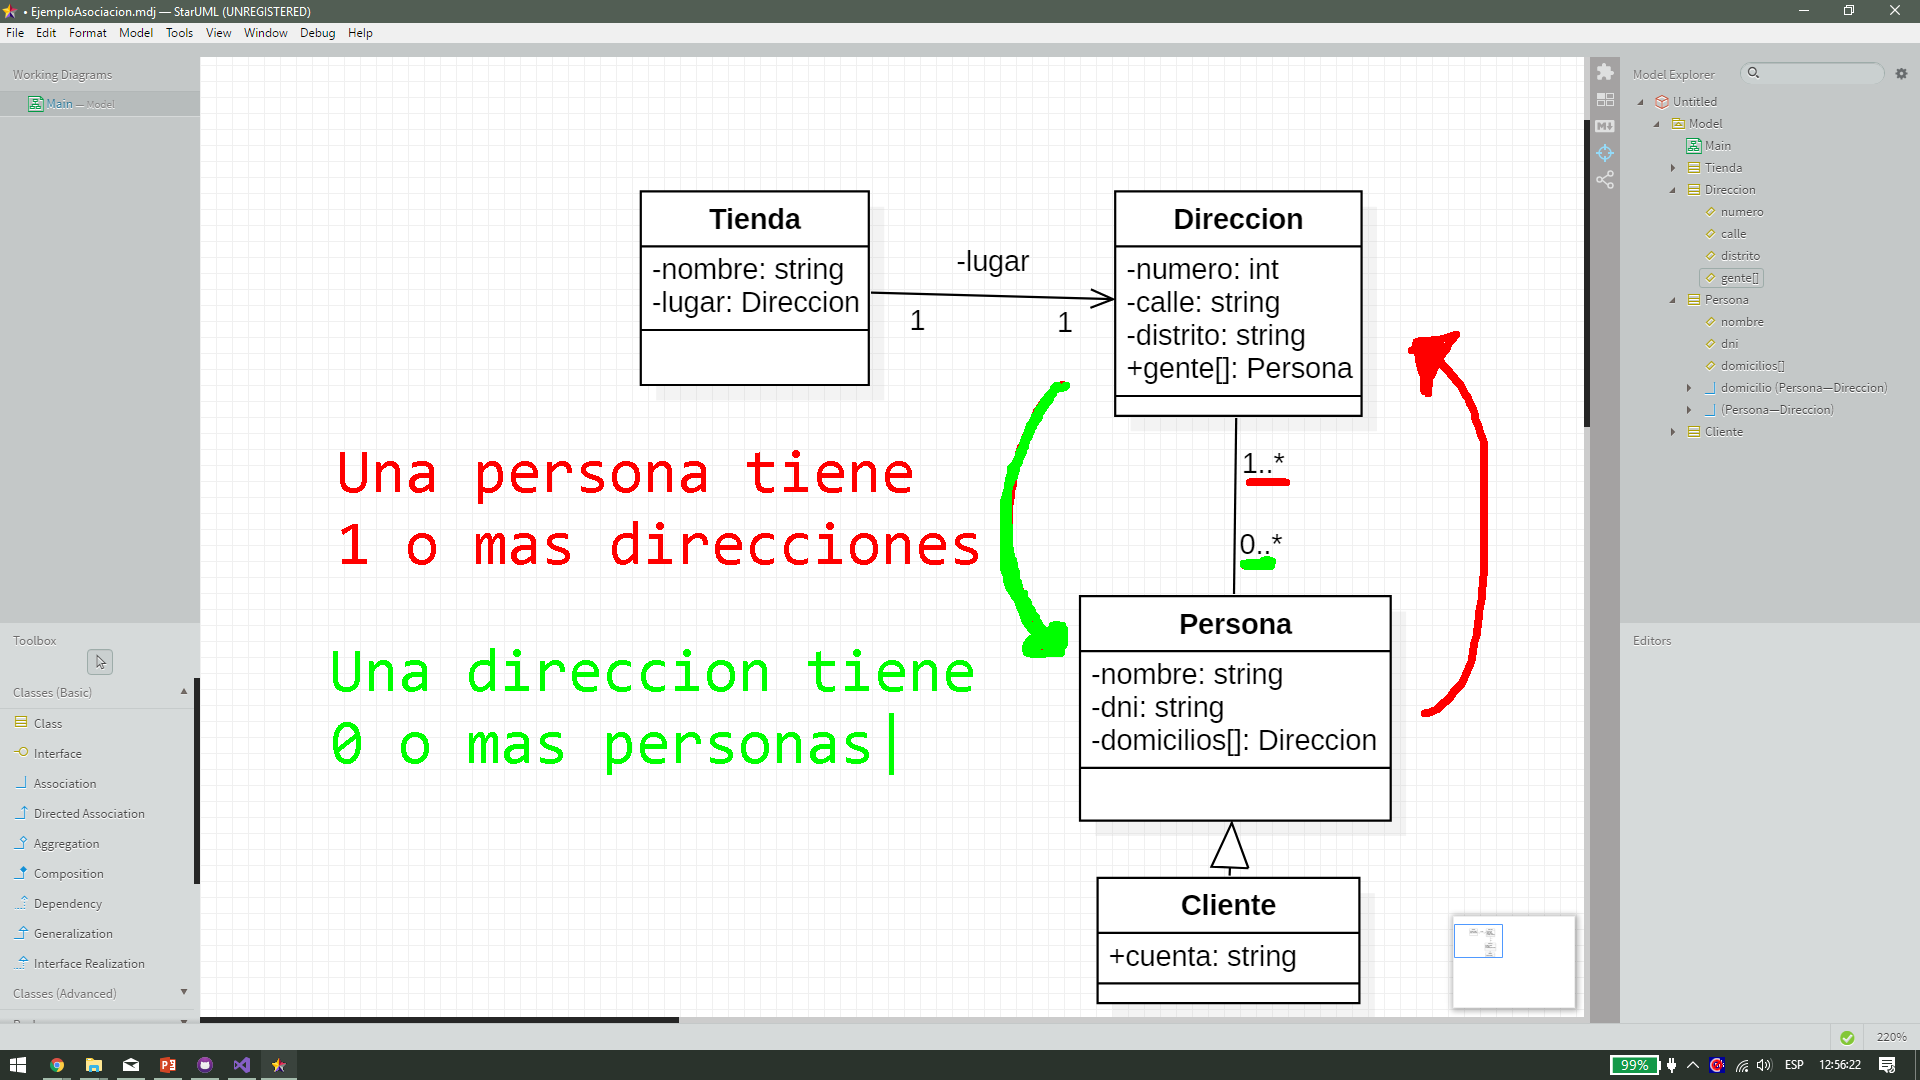 • EjemploAsociacion.mdj — StarUML (UNREGISTERED)
File Edit Format Model Tools View Window Debug Help
Working Diagrams
Main — Model
Toolbox
Classes (Basic)
Class
Interface
Association
Directed Association
Aggregation
Composition
Dependency
Generalization
Interface Realization
Classes (Advanced)
Tienda
-nombre: string
-lugar: Direccion
-lugar
1
1
Direccion
-numero: int
-calle: string
-distrito: string
+gente[]: Persona
1..*
0..*
Una persona tiene
1 o mas direcciones
Una direccion tiene
0 o mas personas
Persona
-nombre: string
-dni: string
-domicilios[]: Direccion
Cliente
+cuenta: string
Model Explorer
Untitled
Model
Main
Tienda
Direccion
numero
calle
distrito
gente[]
Persona
nombre
dni
domicilios[]
domicilio (Persona—Direccion)
(Persona—Direccion)
Cliente
Editors
220%
99%
ESP
12:56:22